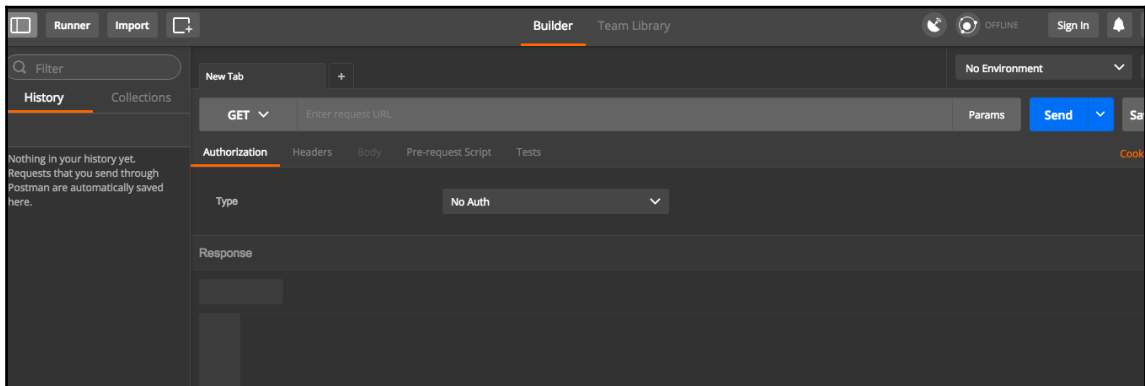 Runner Import Builder Team Library OFFLINE Sign In
Filter
New Tab + No Environment
History Collections
GET Enter request URL Params Send Sa
Authorization Headers Body Pre-request Script Tests Cook
Nothing in your history yet.
Requests that you send through
Postman are automatically saved
here.
Type No Auth
Response